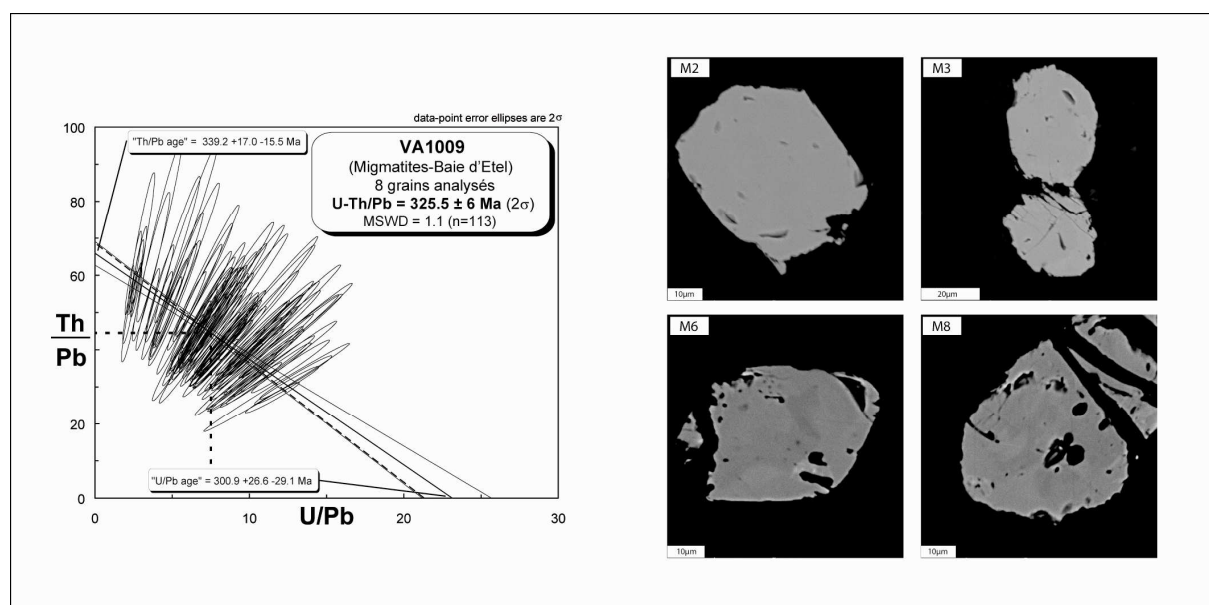 data-point error ellipses are 2σ
100
80
60
40
20
0
Th
Pb
"Th/Pb age" = 339.2 +17.0 -15.5 Ma
VA1009
(Migmatites-Baie d'Etel)
8 grains analysés
U-Th/Pb = 325.5 ± 6 Ma (2σ)
MSWD = 1.1 (n=113)
"U/Pb age" = 300.9 +26.6 -29.1 Ma
0
10
20
30
U/Pb
M2
10µm
M3
20µm
M6
10µm
M8
10µm